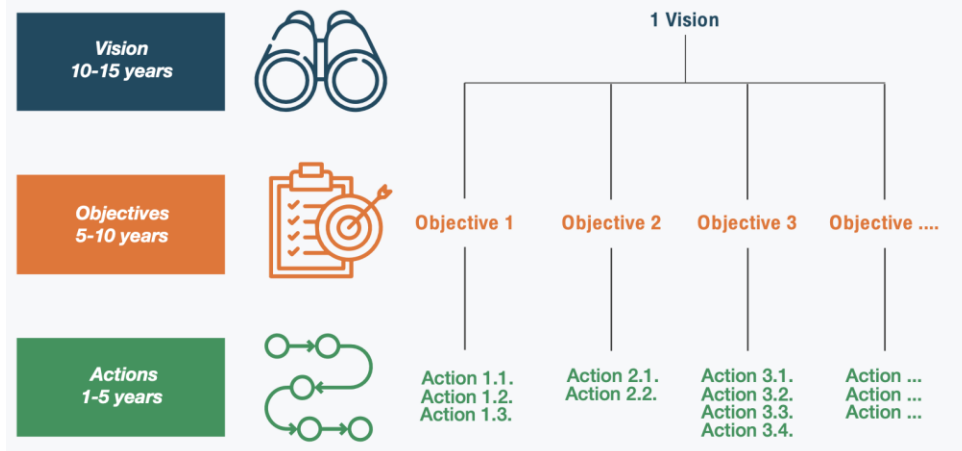 Vision
10-15 years
1 Vision
Objectives
5-10 years
Objective 1
Objective 2
Objective 3
Objective ....
Actions
1-5 years
Action 1.1.
Action 1.2.
Action 1.3.
Action 2.1.
Action 2.2.
Action 3.1.
Action 3.2.
Action 3.3.
Action 3.4.
Action ...
Action ...
Action ...